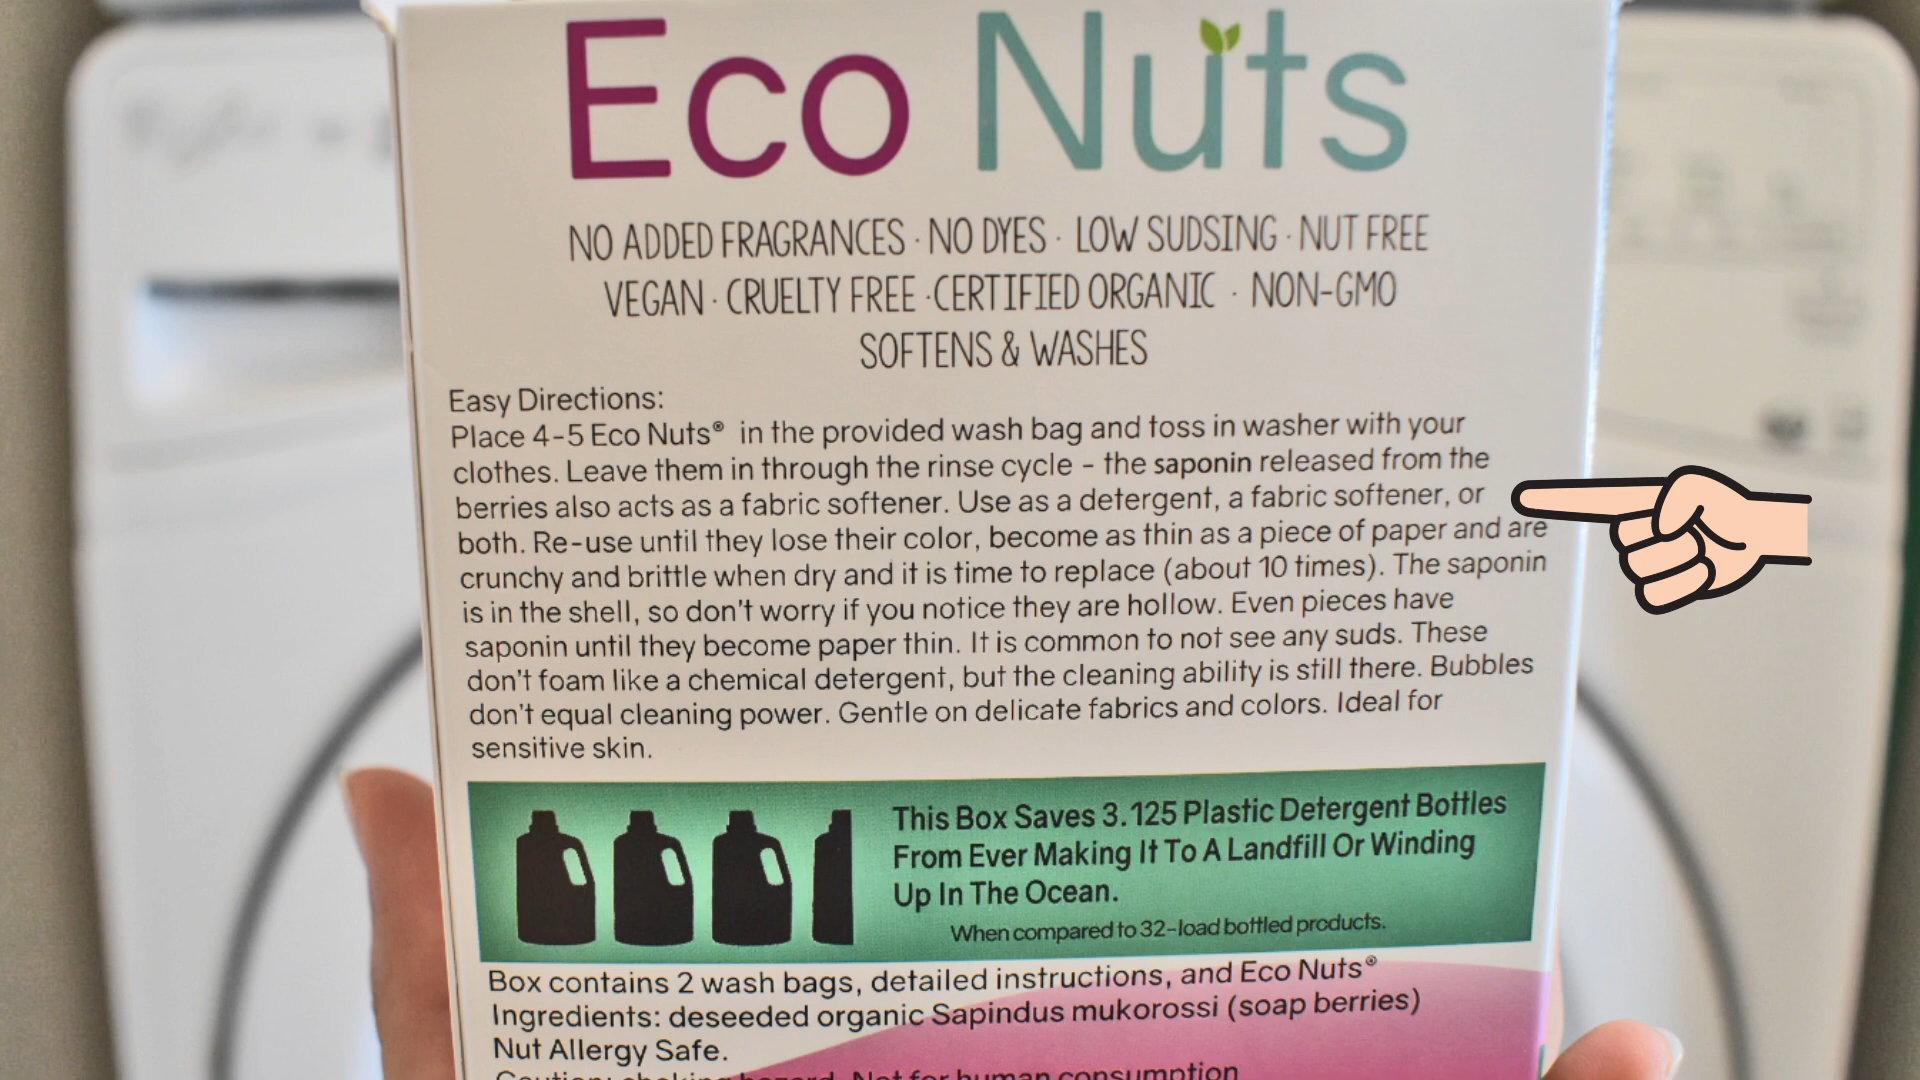 Eco Nuts
NO ADDED FRAGRANCES · NO DYES · LOW SUDSING · NUT FREE
VEGAN · CRUELTY FREE · CERTIFIED ORGANIC · NON-GMO
SOFTENS & WASHES
Easy Directions:
Place 4-5 Eco Nuts® in the provided wash bag and toss in washer with your
clothes. Leave them in through the rinse cycle - the saponin released from the
berries also acts as a fabric softener. Use as a detergent, a fabric softener, or
both. Re-use until they lose their color, become as thin as a piece of paper and are
crunchy and brittle when dry and it is time to replace (about 10 times). The saponin
is in the shell, so don't worry if you notice they are hollow. Even pieces have
saponin until they become paper thin. It is common to not see any suds. These
don't foam like a chemical detergent, but the cleaning ability is still there. Bubbles
don't equal cleaning power. Gentle on delicate fabrics and colors. Ideal for
sensitive skin.
This Box Saves 3.125 Plastic Detergent Bottles
From Ever Making It To A Landfill Or Winding
Up In The Ocean.
When compared to 32-load bottled products.
Box contains 2 wash bags, detailed instructions, and Eco Nuts®
Ingredients: deseeded organic Sapindus mukorossi (soap berries)
Nut Allergy Safe.
Caution: choking hazard. Not for human consumption